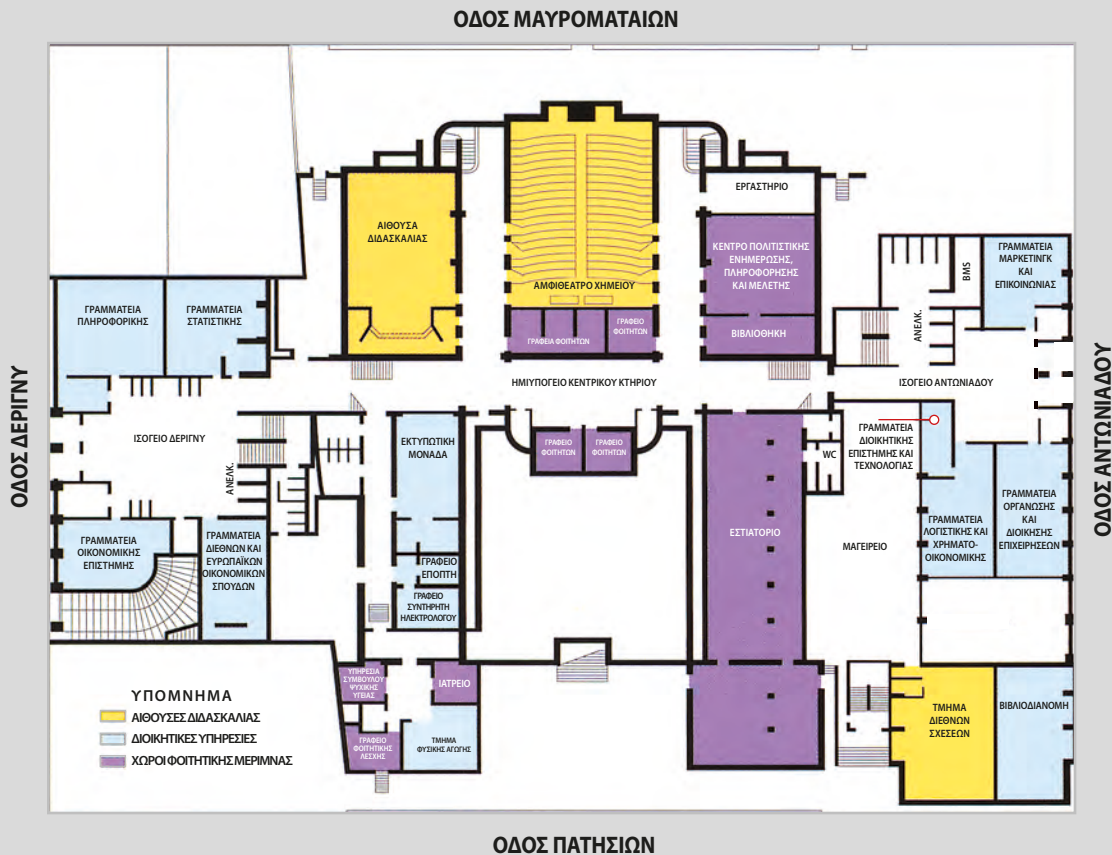 ΟΔΟΣ ΜΑΥΡΟΜΑΤΑΙΩΝ
ΕΡΓΑΣΤΗΡΙΟ
ΑΙΘΟΥΣΑ
ΔΙΔΑΣΚΑΛΙΑΣ
ΚΕΝΤΡΟ ΠΟΛΙΤΙΣΤΙΚΗΣ
ΕΝΗΜΕΡΩΣΗΣ,
ΠΛΗΡΟΦΟΡΗΣΗΣ
ΚΑΙ ΜΕΛΕΤΗΣ
ΓΡΑΜΜΑΤΕΙΑ
ΜΑΡΚΕΤΙΝΓΚ
ΚΑΙ
ΕΠΙΚΟΙΝΩΝΙΑΣ
BMS
ΑΜΦΙΘΕΑΤΡΟ ΧΗΜΕΙΟΥ
ΓΡΑΜΜΑΤΕΙΑ
ΠΛΗΡΟΦΟΡΙΚΗΣ
ΓΡΑΜΜΑΤΕΙΑ
ΣΤΑΤΙΣΤΙΚΗΣ
ΓΡΑΦΕΙΑ ΦΟΙΤΗΤΩΝ
ΓΡΑΦΕΙΟ
ΦΟΙΤΗΤΩΝ
ΒΙΒΛΙΟΘΗΚΗ
ΑΝΕΛΚ.
ΗΜΙΥΠΟΓΕΙΟ ΚΕΝΤΡΙΚΟΥ ΚΤΗΡΙΟΥ
ΙΣΟΓΕΙΟ ΑΝΤΩΝΙΑΔΟΥ
ΟΔΟΣ ΔΕΡΙΓΝΥ
ΟΔΟΣ ΑΝΤΩΝΙΑΔΟΥ
ΙΣΟΓΕΙΟ ΔΕΡΙΓΝΥ
ΑΝΕΛΚ.
ΕΚΤΥΠΩΤΙΚΗ
ΜΟΝΑΔΑ
ΓΡΑΦΕΙΟ
ΦΟΙΤΗΤΩΝ
ΓΡΑΦΕΙΟ
ΦΟΙΤΗΤΩΝ
WC
ΓΡΑΜΜΑΤΕΙΑ
ΔΙΟΙΚΗΤΙΚΗΣ
ΕΠΙΣΤΗΜΗΣ ΚΑΙ
ΤΕΧΝΟΛΟΓΙΑΣ
ΕΣΤΙΑΤΟΡΙΟ
ΜΑΓΕΙΡΕΙΟ
ΓΡΑΜΜΑΤΕΙΑ
ΛΟΓΙΣΤΙΚΗΣ ΚΑΙ
ΧΡΗΜΑΤΟ-
ΟΙΚΟΝΟΜΙΚΗΣ
ΓΡΑΜΜΑΤΕΙΑ
ΟΡΓΑΝΩΣΗΣ
ΚΑΙ
ΔΙΟΙΚΗΣΗΣ
ΕΠΙΧΕΙΡΗΣΕΩΝ
ΓΡΑΜΜΑΤΕΙΑ
ΟΙΚΟΝΟΜΙΚΗΣ
ΕΠΙΣΤΗΜΗΣ
ΓΡΑΜΜΑΤΕΙΑ
ΔΙΕΘΝΩΝ ΚΑΙ
ΕΥΡΩΠΑΪΚΩΝ
ΟΙΚΟΝΟΜΙΚΩΝ
ΣΠΟΥΔΩΝ
ΓΡΑΦΕΙΟ
ΕΠΟΠΤΗ
ΓΡΑΦΕΙΟ
ΣΥΝΤΗΡΗΤΗ
ΗΛΕΚΤΡΟΛΟΓΟΥ
ΥΠΗΡΕΣΙΑ
ΣΥΜΒΟΥΛΟΥ
ΨΥΧΙΚΗΣ
ΥΓΕΙΑΣ
ΙΑΤΡΕΙΟ
ΓΡΑΦΕΙΟ
ΦΟΙΤΗΤΙΚΗΣ
ΛΕΣΧΗΣ
ΤΜΗΜΑ
ΦΥΣΙΚΗΣ ΑΓΩΓΗΣ
ΤΜΗΜΑ
ΔΙΕΘΝΩΝ
ΣΧΕΣΕΩΝ
ΒΙΒΛΙΟΔΙΑΝΟΜΗ
ΥΠΟΜΝΗΜΑ
ΑΙΘΟΥΣΕΣ ΔΙΔΑΣΚΑΛΙΑΣ
ΔΙΟΙΚΗΤΙΚΕΣ ΥΠΗΡΕΣΙΕΣ
ΧΩΡΟΙ ΦΟΙΤΗΤΙΚΗΣ ΜΕΡΙΜΝΑΣ
ΟΔΟΣ ΠΑΤΗΣΙΩΝ